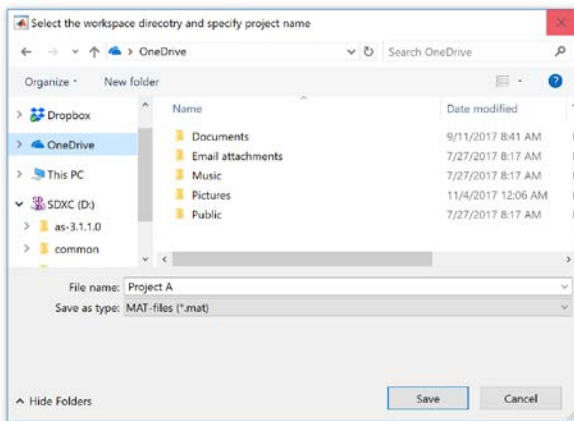 Select the workspace direcotry and specify project name
OneDrive
Search OneDrive
Organize
New folder
Name
Date modified
Dropbox
OneDrive
This PC
SDXC (D:)
as-3.1.1.0
common
Documents 9/11/2017 8:41 AM
Email attachments 7/27/2017 8:17 AM
Music 7/27/2017 8:17 AM
Pictures 11/4/2017 12:06 AM
Public 7/27/2017 8:17 AM
File name: Project A
Save as type: MAT-files (*.mat)
Hide Folders
Save
Cancel